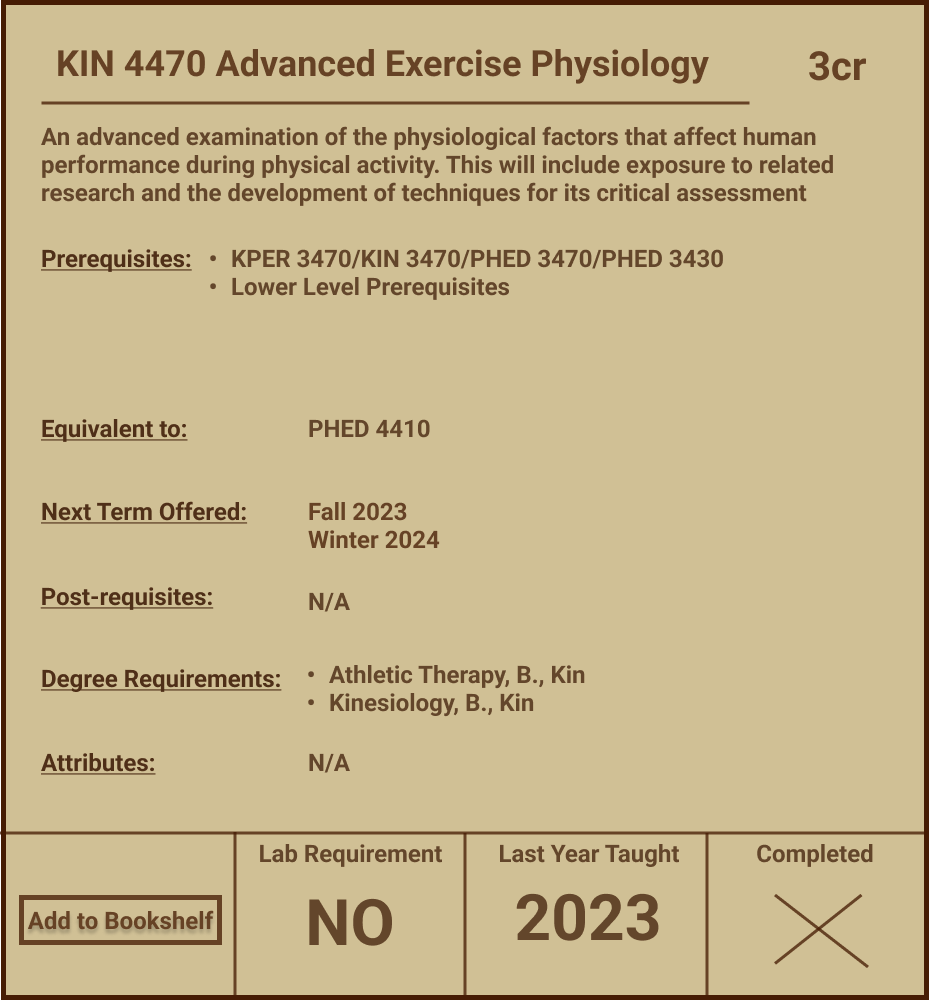 KIN 4470 Advanced Exercise Physiology 3cr
An advanced examination of the physiological factors that affect human
performance during physical activity. This will include exposure to related
research and the development of techniques for its critical assessment
Prerequisites: • KPER 3470/KIN 3470/PHED 3470/PHED 3430
• Lower Level Prerequisites
Equivalent to: PHED 4410
Next Term Offered: Fall 2023
Winter 2024
Post-requisites: N/A
Degree Requirements: • Athletic Therapy, B., Kin
• Kinesiology, B., Kin
Attributes: N/A
Add to Bookshelf
Lab Requirement
NO
Last Year Taught
2023
Completed